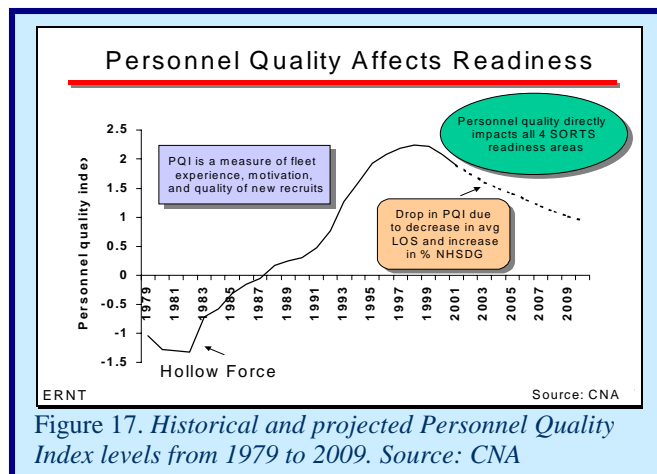 Personnel Quality Affects Readiness
Personnel quality directly
impacts all 4 SORTS
readiness areas
PQI is a measure of fleet
experience, motivation,
and quality of new recruits
Drop in PQI due
to decrease in avg
LOS and increase
in % NHSDG
Personnel quality index
2.5
2
1.5
1
0.5
0
-0.5
-1
-1.5
1979
1981
1983
1985
1987
1989
1991
1993
1995
1997
1999
2001
2003
2005
2007
2009
Hollow Force
ERNT
Source: CNA
Figure 17. Historical and projected Personnel Quality
Index levels from 1979 to 2009. Source: CNA